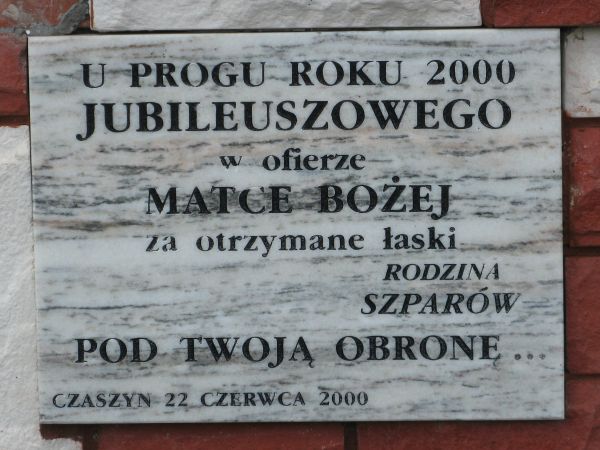 U PROGU ROKU 2000
JUBILEUSZOWEGO
w ofierze
MATCE BOŻEJ
za otrzymane łaski
RODZINA
SZPARÓW
POD TWOJĄ OBRONĘ...
CZASZYN 22 CZERWCA 2000